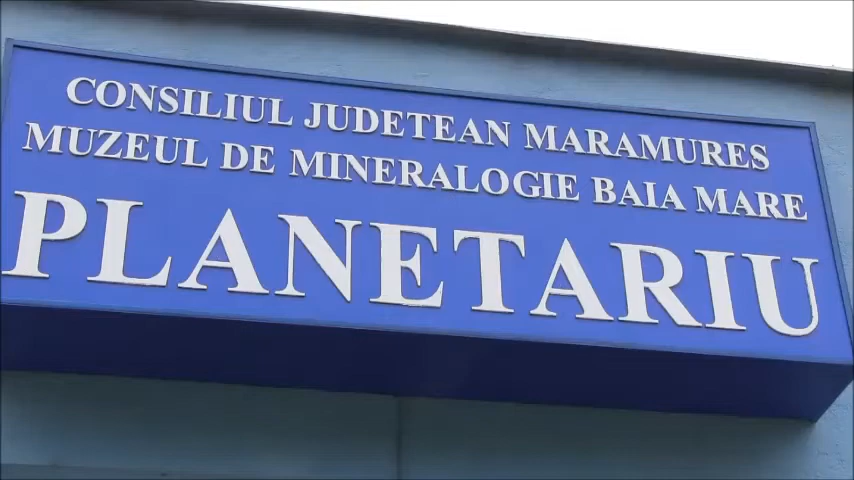 CONSILIUL JUDETEAN MARAMURES
MUZEUL DE MINERALOGIE BAIA MARE
PLANETARIU